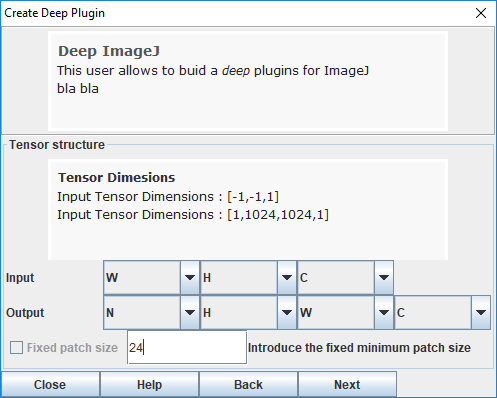 Create Deep Plugin
Deep ImageJ
This user allows to buid a deep plugins for ImageJ
bla bla
Tensor structure
Tensor Dimesions
Input Tensor Dimensions : [-1,-1,1]
Input Tensor Dimensions : [1,1024,1024,1]
Input W H C
Output N H W C
Fixed patch size 24 Introduce the fixed minimum patch size
Close Help Back Next